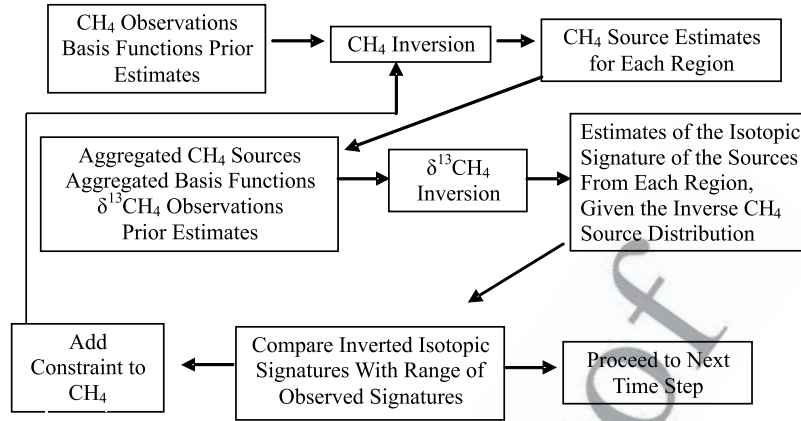 CH₄ Observations
Basis Functions Prior
Estimates
CH₄ Inversion
CH₄ Source Estimates
for Each Region
Aggregated CH₄ Sources
Aggregated Basis Functions
δ¹³CH₄ Observations
Prior Estimates
δ¹³CH₄
Inversion
Estimates of the Isotopic
Signature of the Sources
From Each Region,
Given the Inverse CH₄
Source Distribution
Add
Constraint to
CH₄
Compare Inverted Isotopic
Signatures With Range of
Observed Signatures
Proceed to Next
Time Step
of